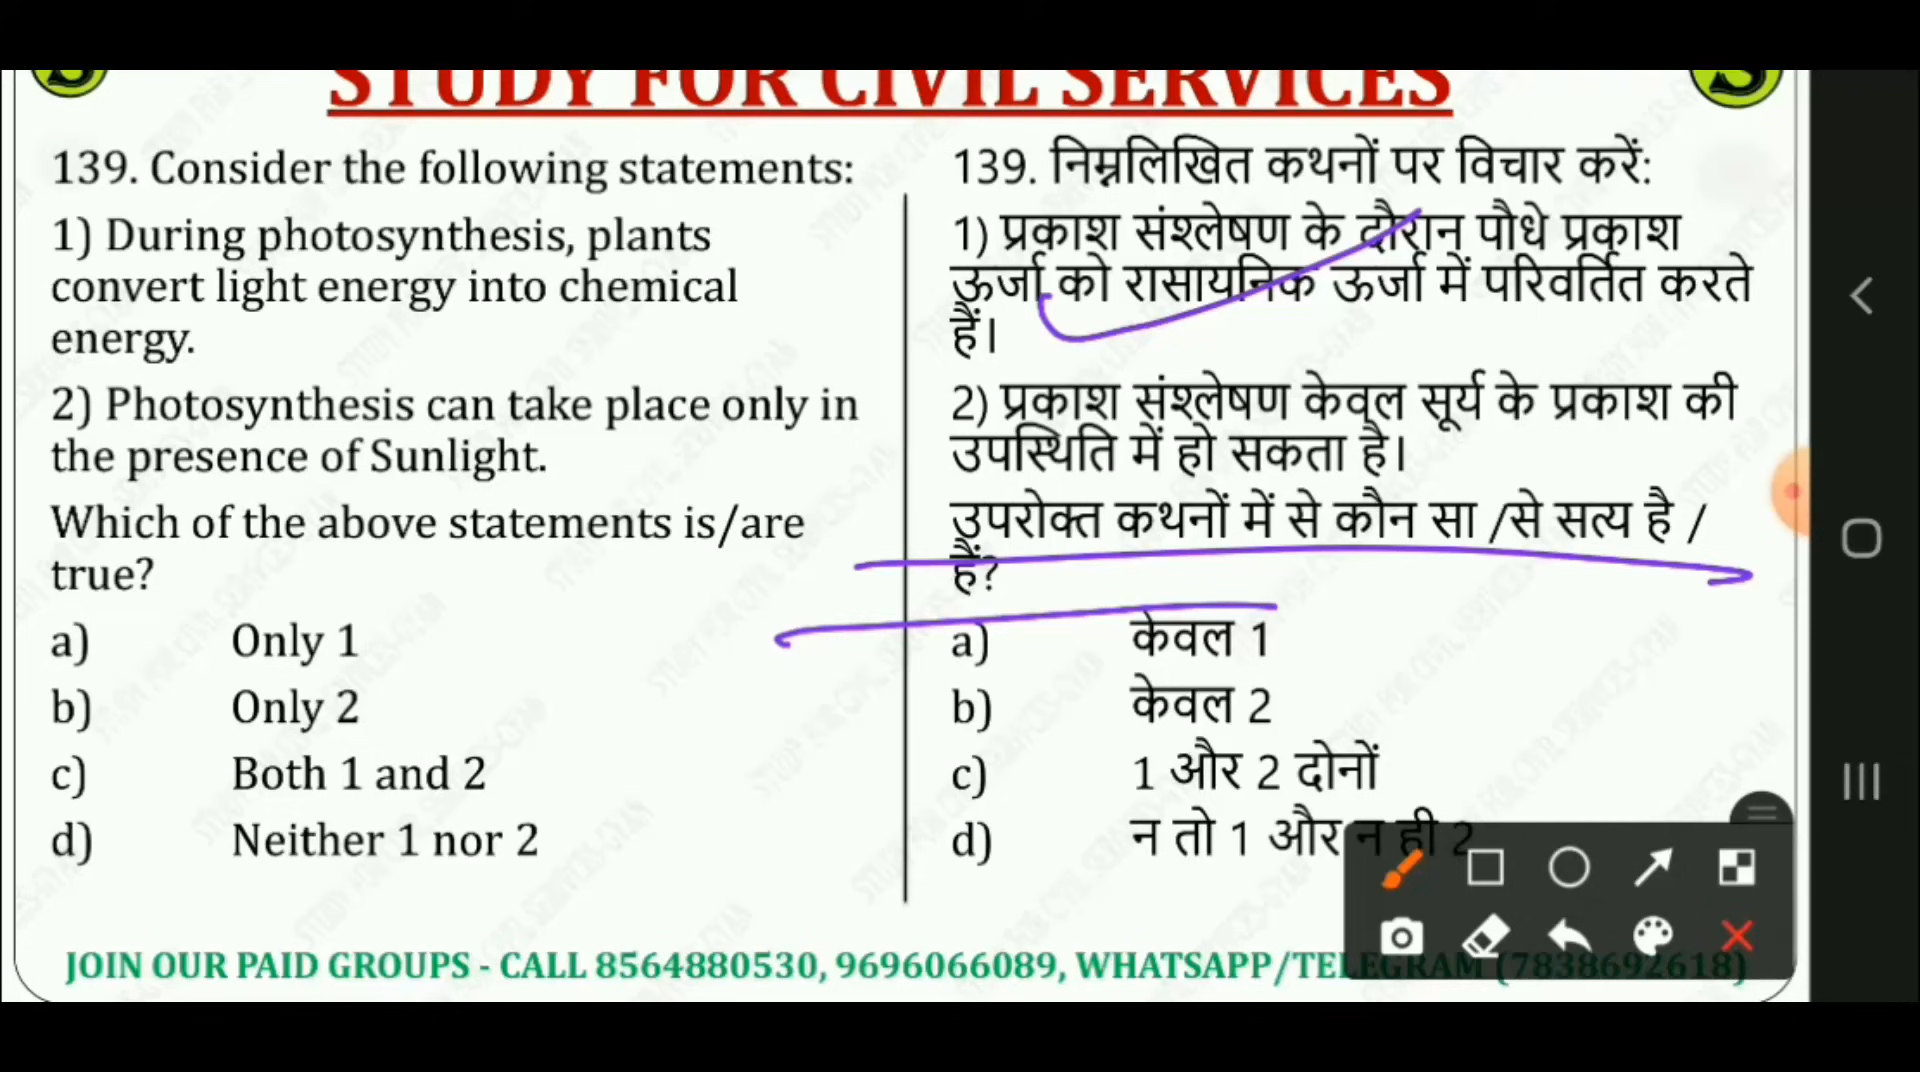 STUDY FOR CIVIL SERVICES
139. Consider the following statements:
1) During photosynthesis, plants
convert light energy into chemical
energy.
2) Photosynthesis can take place only in
the presence of Sunlight.
Which of the above statements is/are
true?
a) Only 1
b) Only 2
c) Both 1 and 2
d) Neither 1 nor 2
139. निम्नलिखित कथनों पर विचार करें:
1) प्रकाश संश्लेषण के दौरान पौधे प्रकाश
ऊर्जा को रासायनिक ऊर्जा में परिवर्तित करते
हैं।
2) प्रकाश संश्लेषण केवल सूर्य के प्रकाश की
उपस्थिति में हो सकता है।
उपरोक्त कथनों में से कौन सा /से सत्य है /
हैं?
a) केवल 1
b) केवल 2
c) 1 और 2 दोनों
d) न तो 1 और न ही 2
JOIN OUR PAID GROUPS - CALL 8564880530, 9696066089, WHATSAPP/TELEGRAM (7838692618)